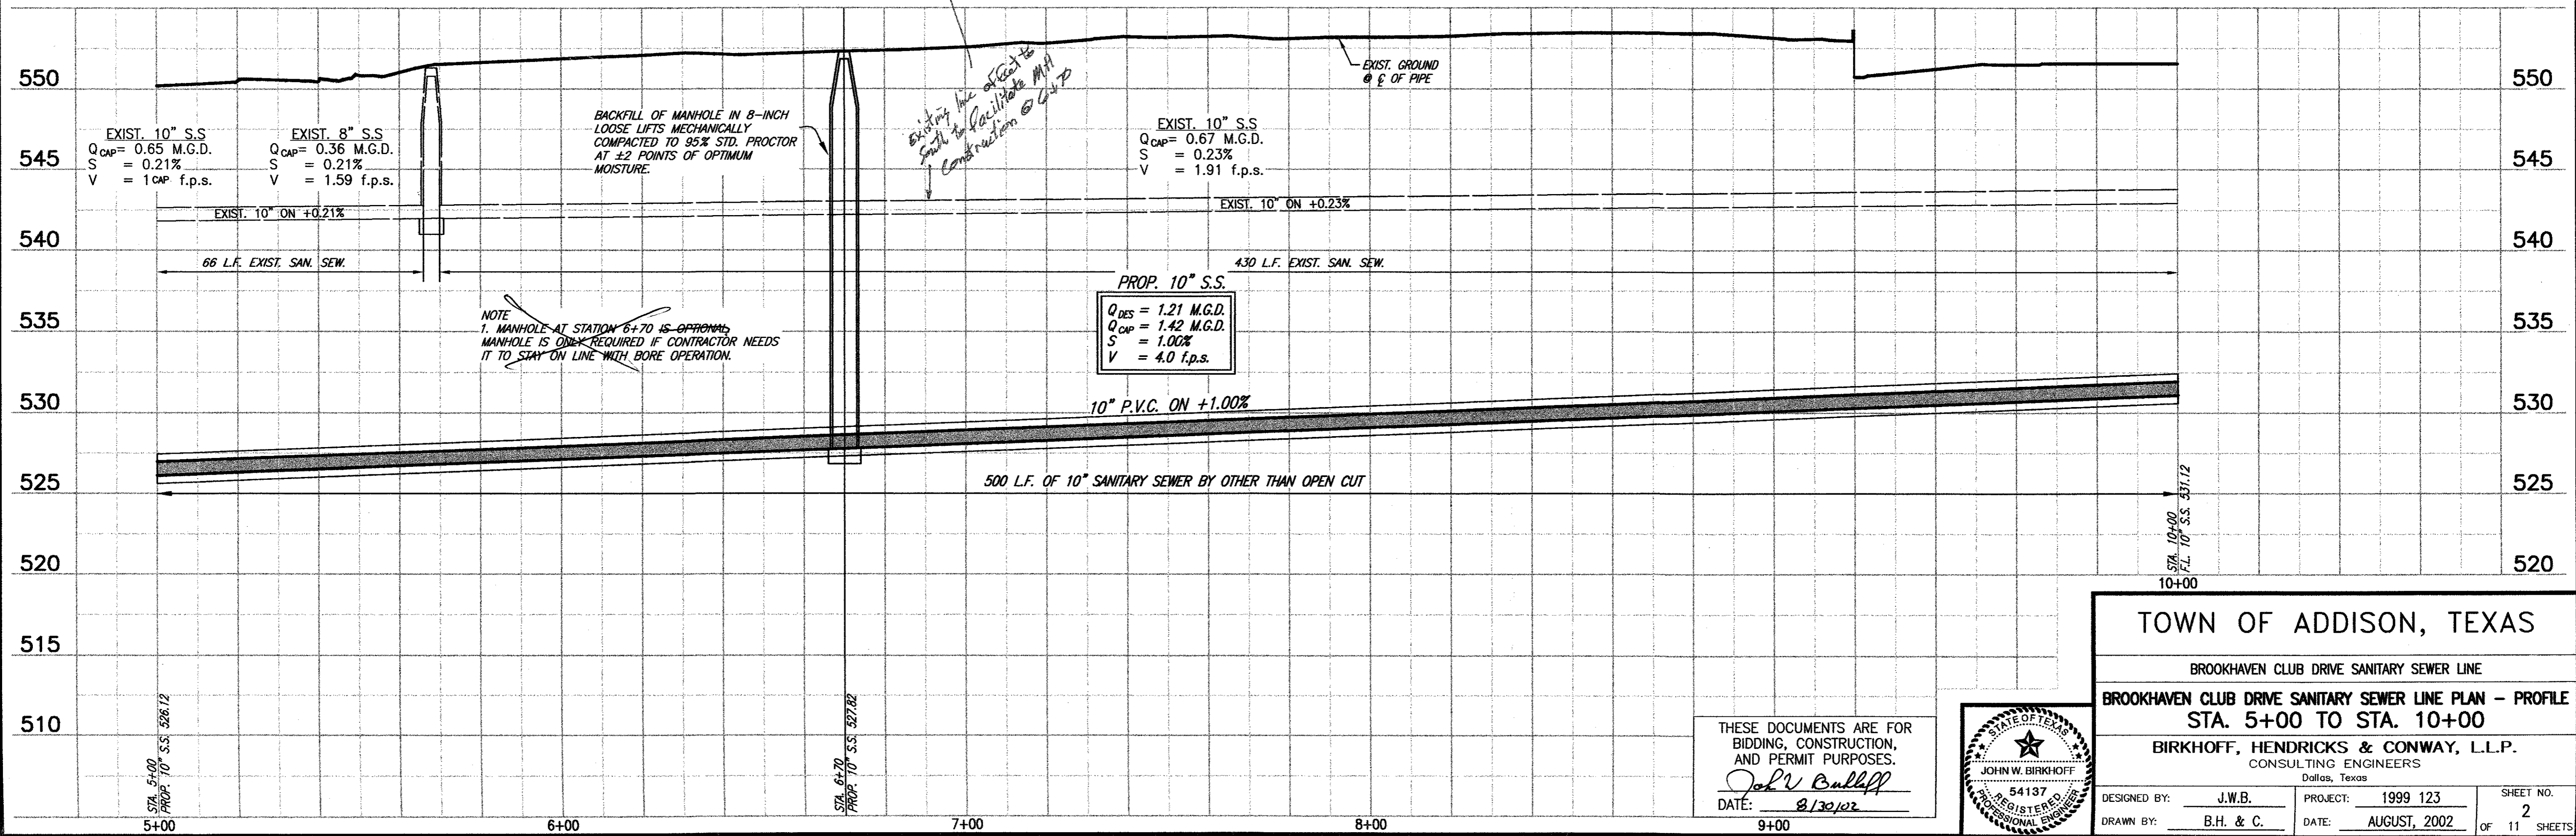 550
545
540
535
530
525
520
515
510
EXIST. 10" S.S
QCAP= 0.65 M.G.D.
S = 0.21%
V = 1CAP f.p.s.
EXIST. 8" S.S
QCAP= 0.36 M.G.D.
S = 0.21%
V = 1.59 f.p.s.
BACKFILL OF MANHOLE IN 8-INCH
LOOSE LIFTS MECHANICALLY
COMPACTED TO 95% STD. PROCTOR
AT ±2 POINTS OF OPTIMUM
MOISTURE.
Existing line offset to
South to facilitate MH
construction @ 6+70
EXIST. GROUND
@ ℄ OF PIPE
EXIST. 10" S.S
QCAP= 0.67 M.G.D.
S = 0.23%
V = 1.91 f.p.s.
EXIST. 10" ON +0.21%
EXIST. 10" ON +0.23%
66 L.F. EXIST. SAN. SEW.
430 L.F. EXIST. SAN. SEW.
NOTE
1. MANHOLE AT STATION 6+70 IS OPTIONAL
MANHOLE IS ONLY REQUIRED IF CONTRACTOR NEEDS
IT TO STAY ON LINE WITH BORE OPERATION.
PROP. 10" S.S.
QDES = 1.21 M.G.D.
QCAP = 1.42 M.G.D.
S = 1.00%
V = 4.0 f.p.s.
10" P.V.C. ON +1.00%
500 L.F. OF 10" SANITARY SEWER BY OTHER THAN OPEN CUT
STA. 5+00
PROP. 10" S.S. 526.12
STA. 6+70
PROP. 10" S.S. 527.82
STA. 10+00
F.L. 10" S.S. 531.12
550
545
540
535
530
525
520
5+00
6+00
7+00
8+00
9+00
10+00
THESE DOCUMENTS ARE FOR
BIDDING, CONSTRUCTION,
AND PERMIT PURPOSES.
John W Birkhoff
DATE: 8/30/02
STATE OF TEXAS
JOHN W. BIRKHOFF
54137
REGISTERED
PROFESSIONAL ENGINEER
TOWN OF ADDISON, TEXAS
BROOKHAVEN CLUB DRIVE SANITARY SEWER LINE
BROOKHAVEN CLUB DRIVE SANITARY SEWER LINE PLAN - PROFILE
STA. 5+00 TO STA. 10+00
BIRKHOFF, HENDRICKS & CONWAY, L.L.P.
CONSULTING ENGINEERS
Dallas, Texas
DESIGNED BY: J.W.B.
PROJECT: 1999 123
SHEET NO.
2
DRAWN BY: B.H. & C.
DATE: AUGUST, 2002
OF 11 SHEETS